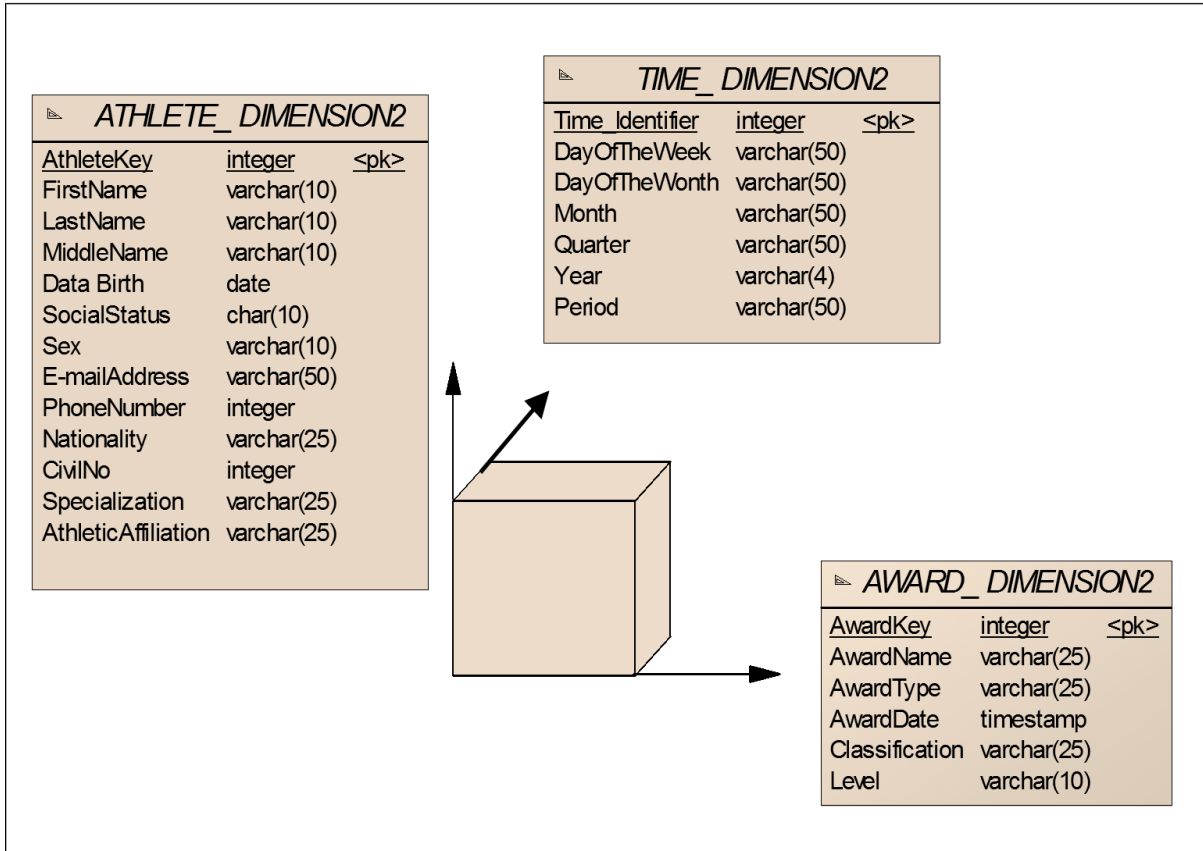 ATHLETE_ DIMENSION2
AthleteKey integer <pk>
FirstName varchar(10)
LastName varchar(10)
MiddleName varchar(10)
Data Birth date
SocialStatus char(10)
Sex varchar(10)
E-mailAddress varchar(50)
PhoneNumber integer
Nationality varchar(25)
CivilNo integer
Specialization varchar(25)
AthleticAffiliation varchar(25)
TIME_ DIMENSION2
Time_Identifier integer <pk>
DayOfTheWeek varchar(50)
DayOfTheWonth varchar(50)
Month varchar(50)
Quarter varchar(50)
Year varchar(4)
Period varchar(50)
AWARD_ DIMENSION2
AwardKey integer <pk>
AwardName varchar(25)
AwardType varchar(25)
AwardDate timestamp
Classification varchar(25)
Level varchar(10)